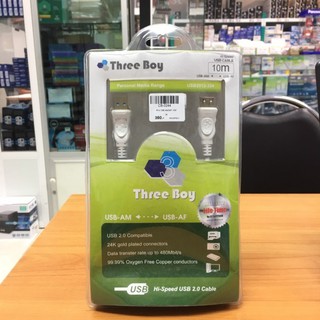 Three Boy
10m
Personal Media Range
3
Three Boy
USB-AM
USB-AF
USB 2.0 Compatible
24K gold plated connectors
Data transfer rate up to 480Mbt/s
99.99% Oxygen Free Copper conductors
USB
Hi-Speed USB 2.0 Cable